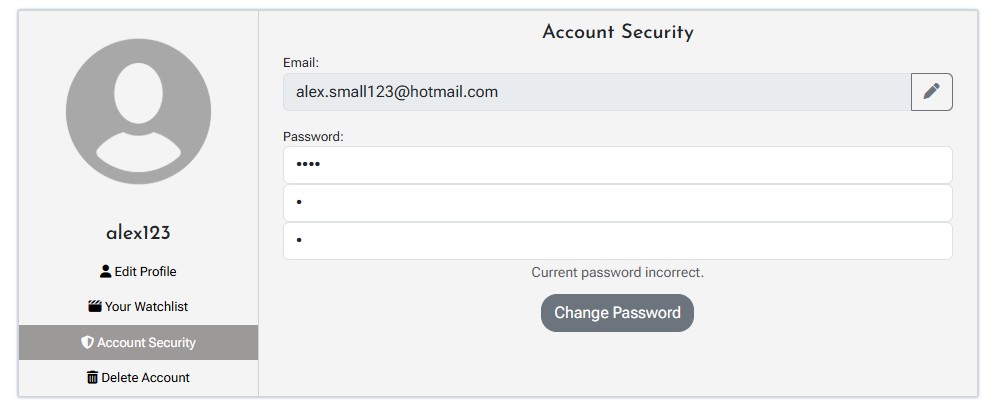 alex123
Edit Profile
Your Watchlist
Account Security
Delete Account
Account Security
Email:
alex.small123@hotmail.com
Password:
••••
•
•
Current password incorrect.
Change Password